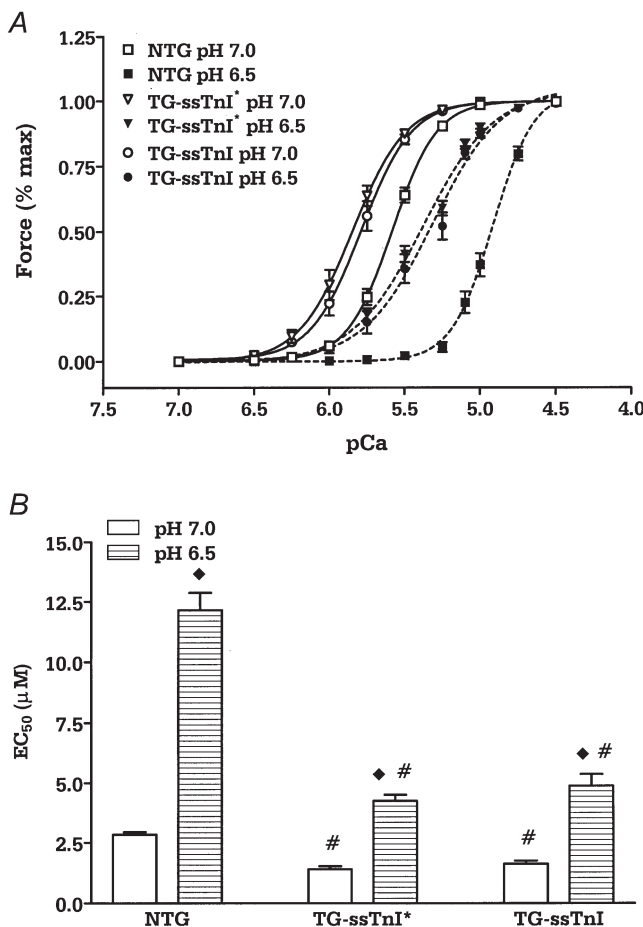 A
1.25
1.00
0.75
0.50
0.25
0.00
Force (% max)
NTG pH 7.0
NTG pH 6.5
TG-ssTnI* pH 7.0
TG-ssTnI* pH 6.5
TG-ssTnI pH 7.0
TG-ssTnI pH 6.5
7.5 7.0 6.5 6.0 5.5 5.0 4.5 4.0
pCa
B
pH 7.0
pH 6.5
15.0
12.5
10.0
7.5
5.0
2.5
0.0
EC50 (μM)
◆
◆ #
◆ #
#
#
NTG TG-ssTnI* TG-ssTnI